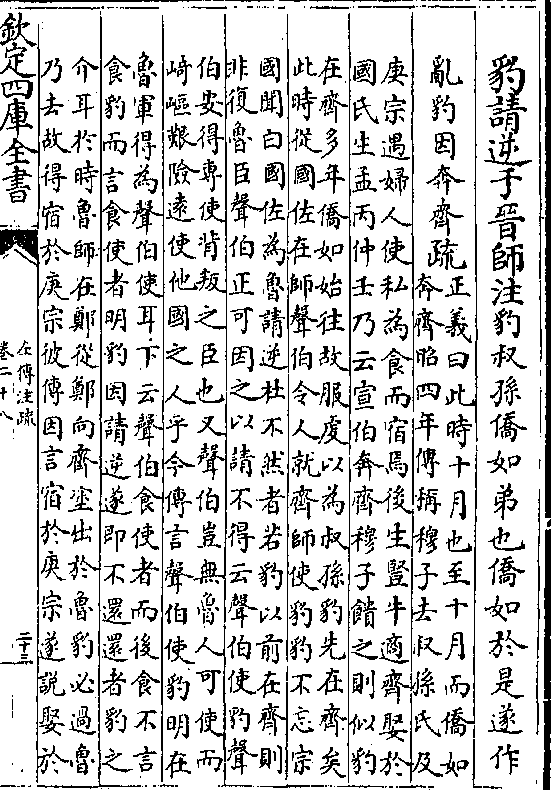 豹請逆于晉師注豹叔孫僑如弟也僑如於是遂作
亂豹因奔齊疏
正義曰此時十月也至十月而僑如
奔齊昭四年傳稱穆子去叔孫氏及
庚宗遇婦人使私為食而宿焉後生豎牛適齊娶於
國氏生孟丙仲壬乃云宣伯奔齊穆子饋之則似豹
在齊多年僑如始往故服虔以為叔孫豹先在齊矣
此時從國佐在師聲伯令人就齊師使豹豹不忘宗
國聞白國佐為魯請逆杜不然者若豹以前在齊則
非復魯臣聲伯正可因之以請不得云聲伯使豹聲
伯安得專使背叛之臣也又聲伯豈無魯人可使而
崎嶇艱險遠使他國之人乎今傳言聲伯使豹明在
魯軍得為聲伯使耳下云聲伯食使者而後食不言
食豹而言食使者明豹因請逆遂即不還還者豹之
介耳於時魯師在鄭從鄭向齊塗出於魯豹必過魯
乃去故得宿於庚宗彼傳因言宿於庚宗遂說娶於
欽定四庫全書
左傳注疏
卷二十八
二十三